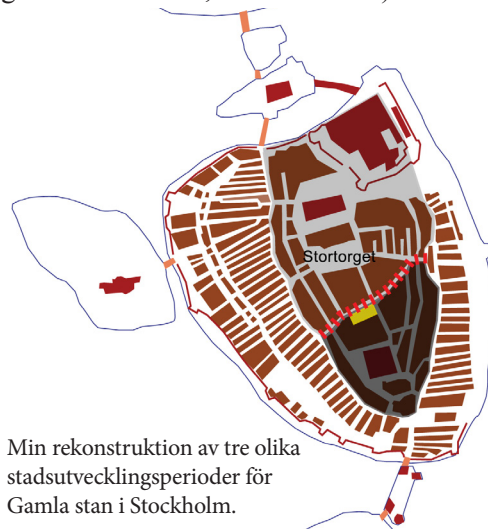 Stortorget
Min rekonstruktion av tre olika
stadsutvecklingsperioder för
Gamla stan i Stockholm.